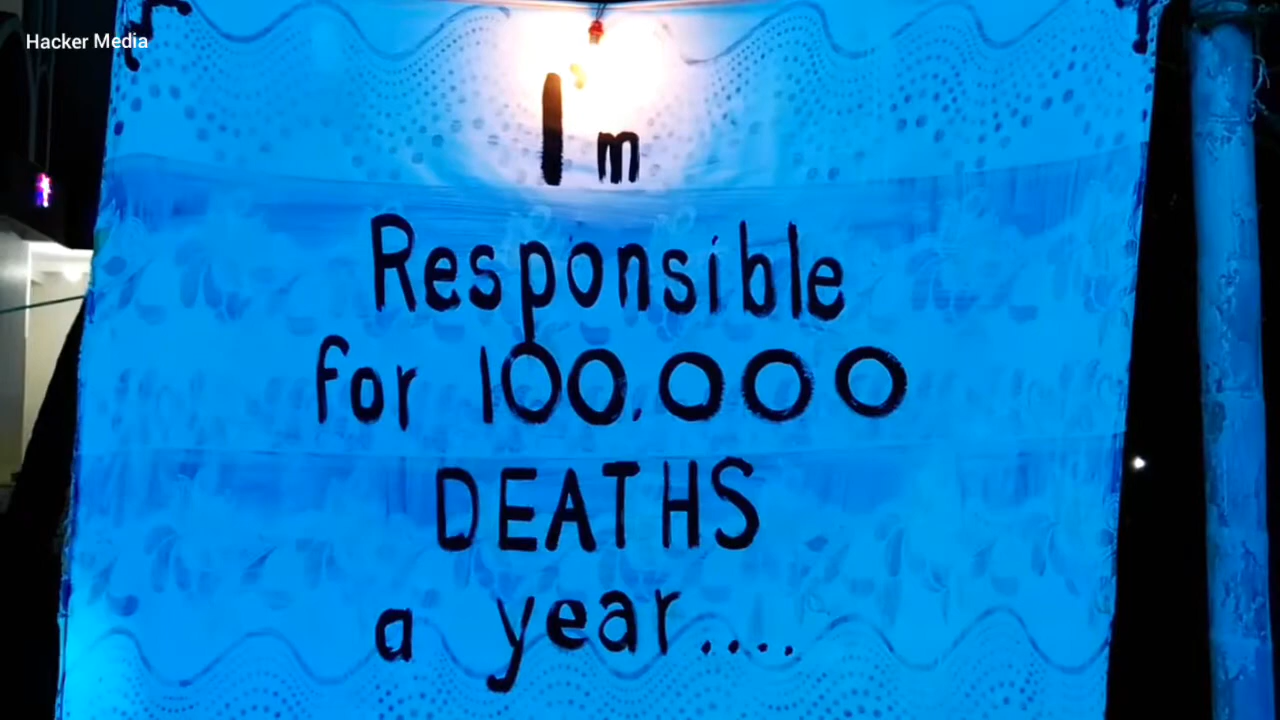 Hacker Media
I'm
Responsible
for 100,000
DEATHS
a year....